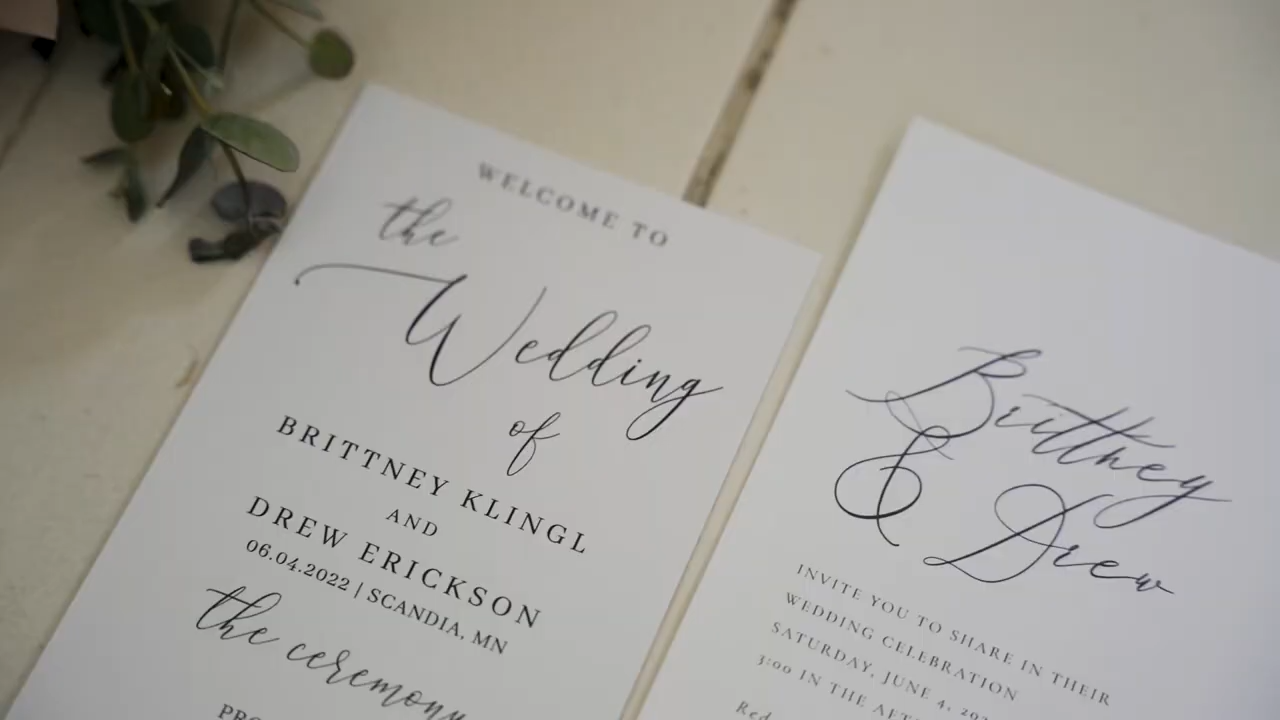 WELCOME TO
the
Wedding
of
BRITTNEY KLINGL
AND
DREW ERICKSON
06.04.2022 | SCANDIA, MN
the ceremony
Brittney
& Drew
INVITE YOU TO SHARE IN THEIR
WEDDING CELEBRATION
SATURDAY, JUNE 4,
3:00 IN THE